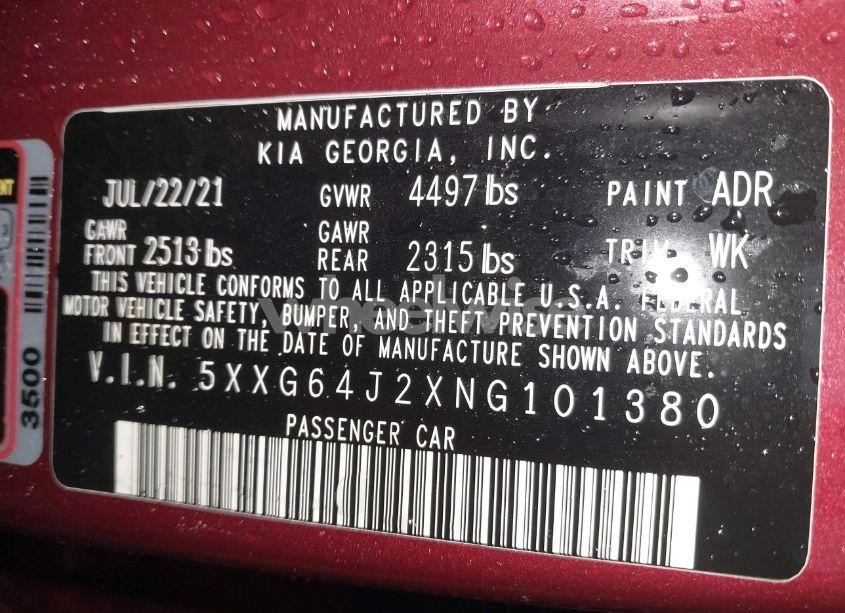 MANUFACTURED BY
KIA GEORGIA, INC.
JUL/22/21 GVWR 4497 lbs PAINT ADR
GAWR FRONT 2513 lbs GAWR REAR 2315 lbs TRIM WK
THIS VEHICLE CONFORMS TO ALL APPLICABLE U.S.A. FEDERAL
MOTOR VEHICLE SAFETY, BUMPER, AND THEFT PREVENTION STANDARDS
IN EFFECT ON THE DATE OF MANUFACTURE SHOWN ABOVE.
V.I.N. 5XXG64J2XNG101380
PASSENGER CAR
3500